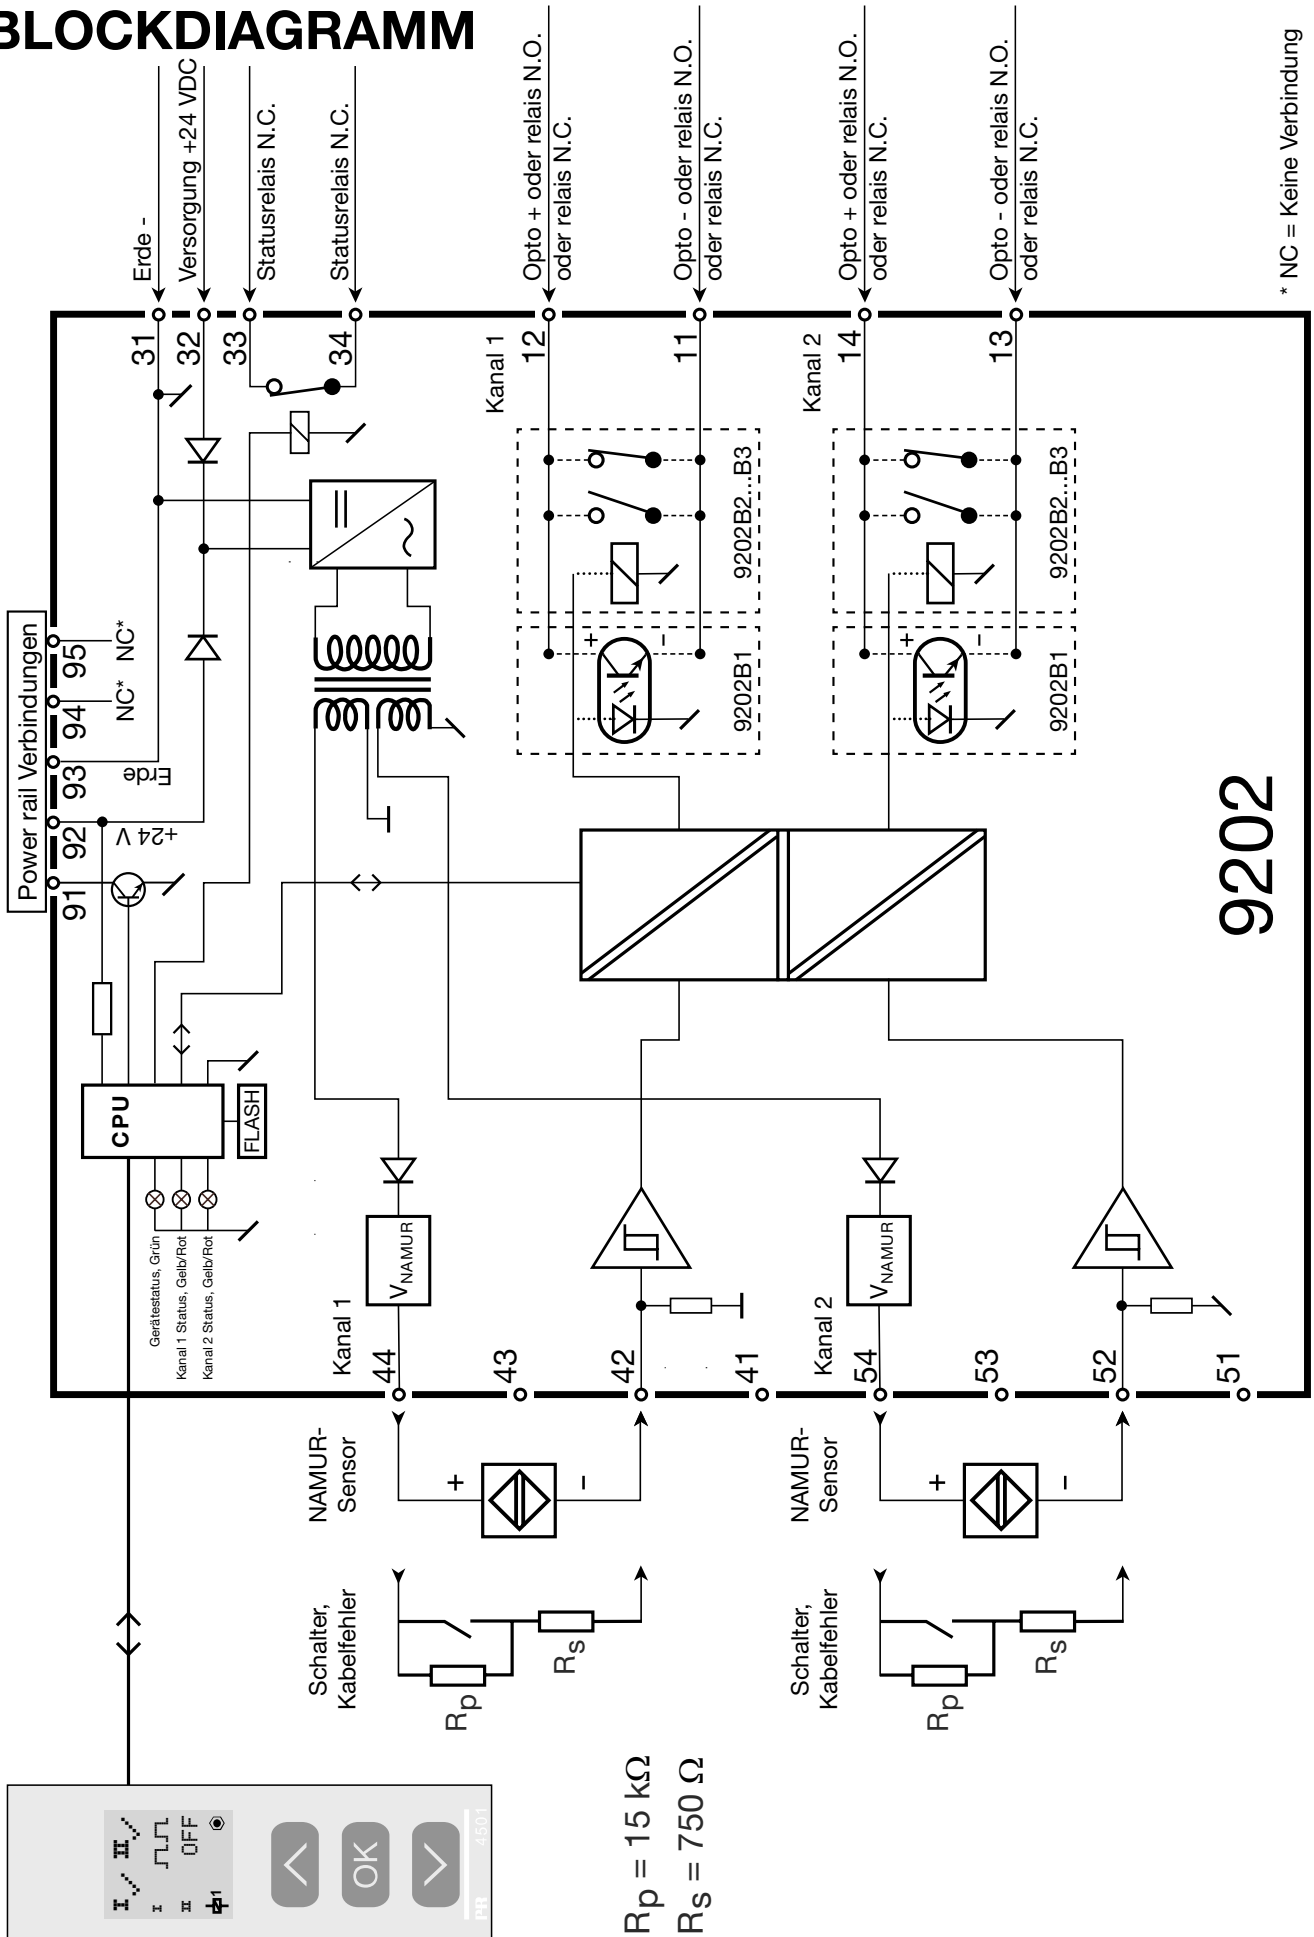 BLOCKDIAGRAMM
Power rail Verbindungen
91
92
93
94
95
+24 V
Erde
NC*
NC*
Erde -
Versorgung +24 VDC
Statusrelais N.C.
Statusrelais N.C.
31
32
33
34
Opto + oder relais N.O.
oder relais N.C.
Opto - oder relais N.O.
oder relais N.C.
Opto + oder relais N.O.
oder relais N.C.
Opto - oder relais N.O.
oder relais N.C.
Kanal 1
12
11
Kanal 2
14
13
+
-
9202B1
9202B2...B3
+
-
9202B1
9202B2...B3
CPU
FLASH
Gerätestatus, Grün
Kanal 1 Status, Gelb/Rot
Kanal 2 Status, Gelb/Rot
VNAMUR
VNAMUR
Kanal 1
44
43
42
41
Kanal 2
54
53
52
51
NAMUR-
Sensor
+
-
NAMUR-
Sensor
+
-
Schalter,
Kabelfehler
Rp
Rs
Schalter,
Kabelfehler
Rp
Rs
Rp = 15 kΩ
Rs = 750 Ω
I
II
I
II
OFF
1
OK
PR
4501
9202
* NC = Keine Verbindung